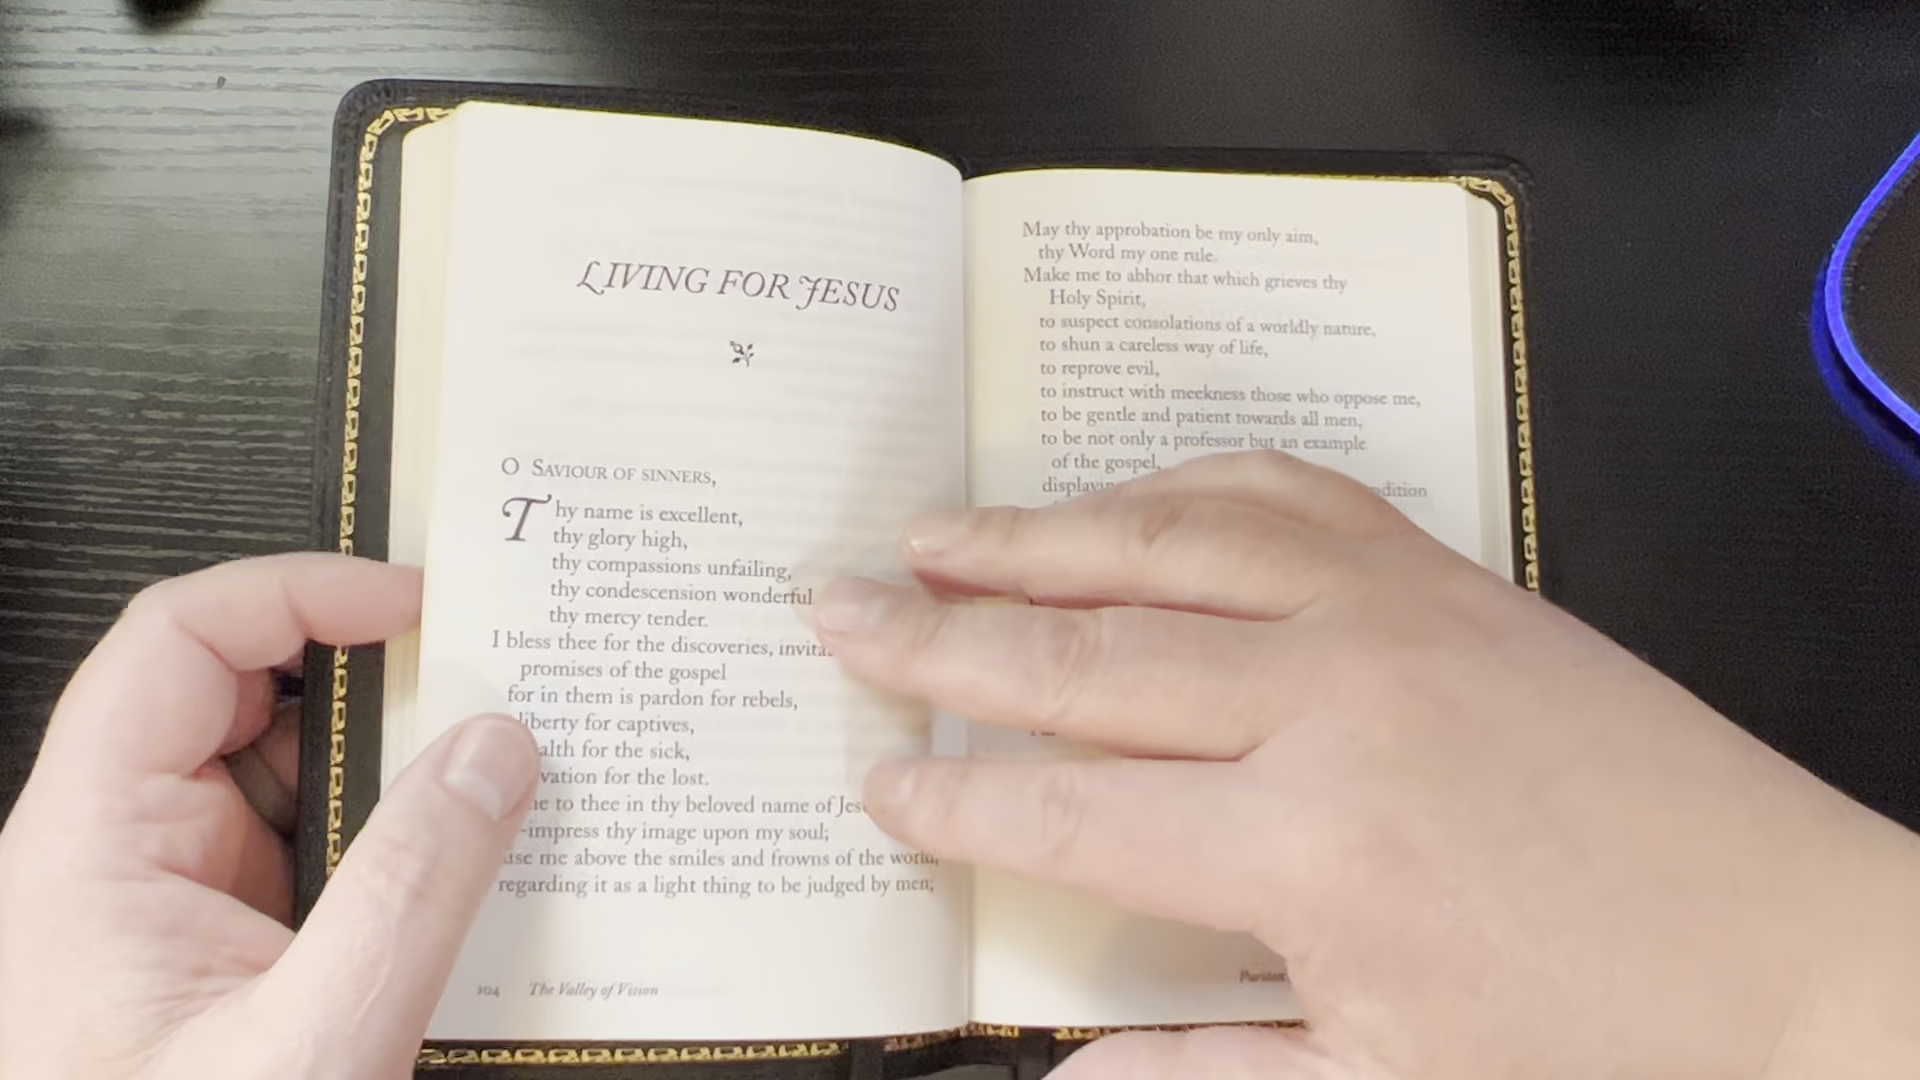 LIVING FOR JESUS
O SAVIOUR OF SINNERS,
Thy name is excellent,
thy glory high,
thy compassions unfailing,
thy condescension wonderful
thy mercy tender.
I bless thee for the discoveries,
promises of the gospel
for in them is pardon for rebels,
liberty for captives,
for the sick,
for the lost.
to thee in thy beloved name of
impress thy image upon my soul;
me above the smiles and frowns of the world,
regarding it as a light thing to be judged by men;
104 The Valley of Vision
May thy approbation be my only aim,
thy Word my one rule.
Make me to abhor that which grieves thy
Holy Spirit,
to suspect consolations of a worldly nature,
to shun a careless way of life,
to reprove evil,
to instruct with meekness those who oppose me,
to be gentle and patient towards all men,
to be not only a professor but an example
of the gospel,
Puritan